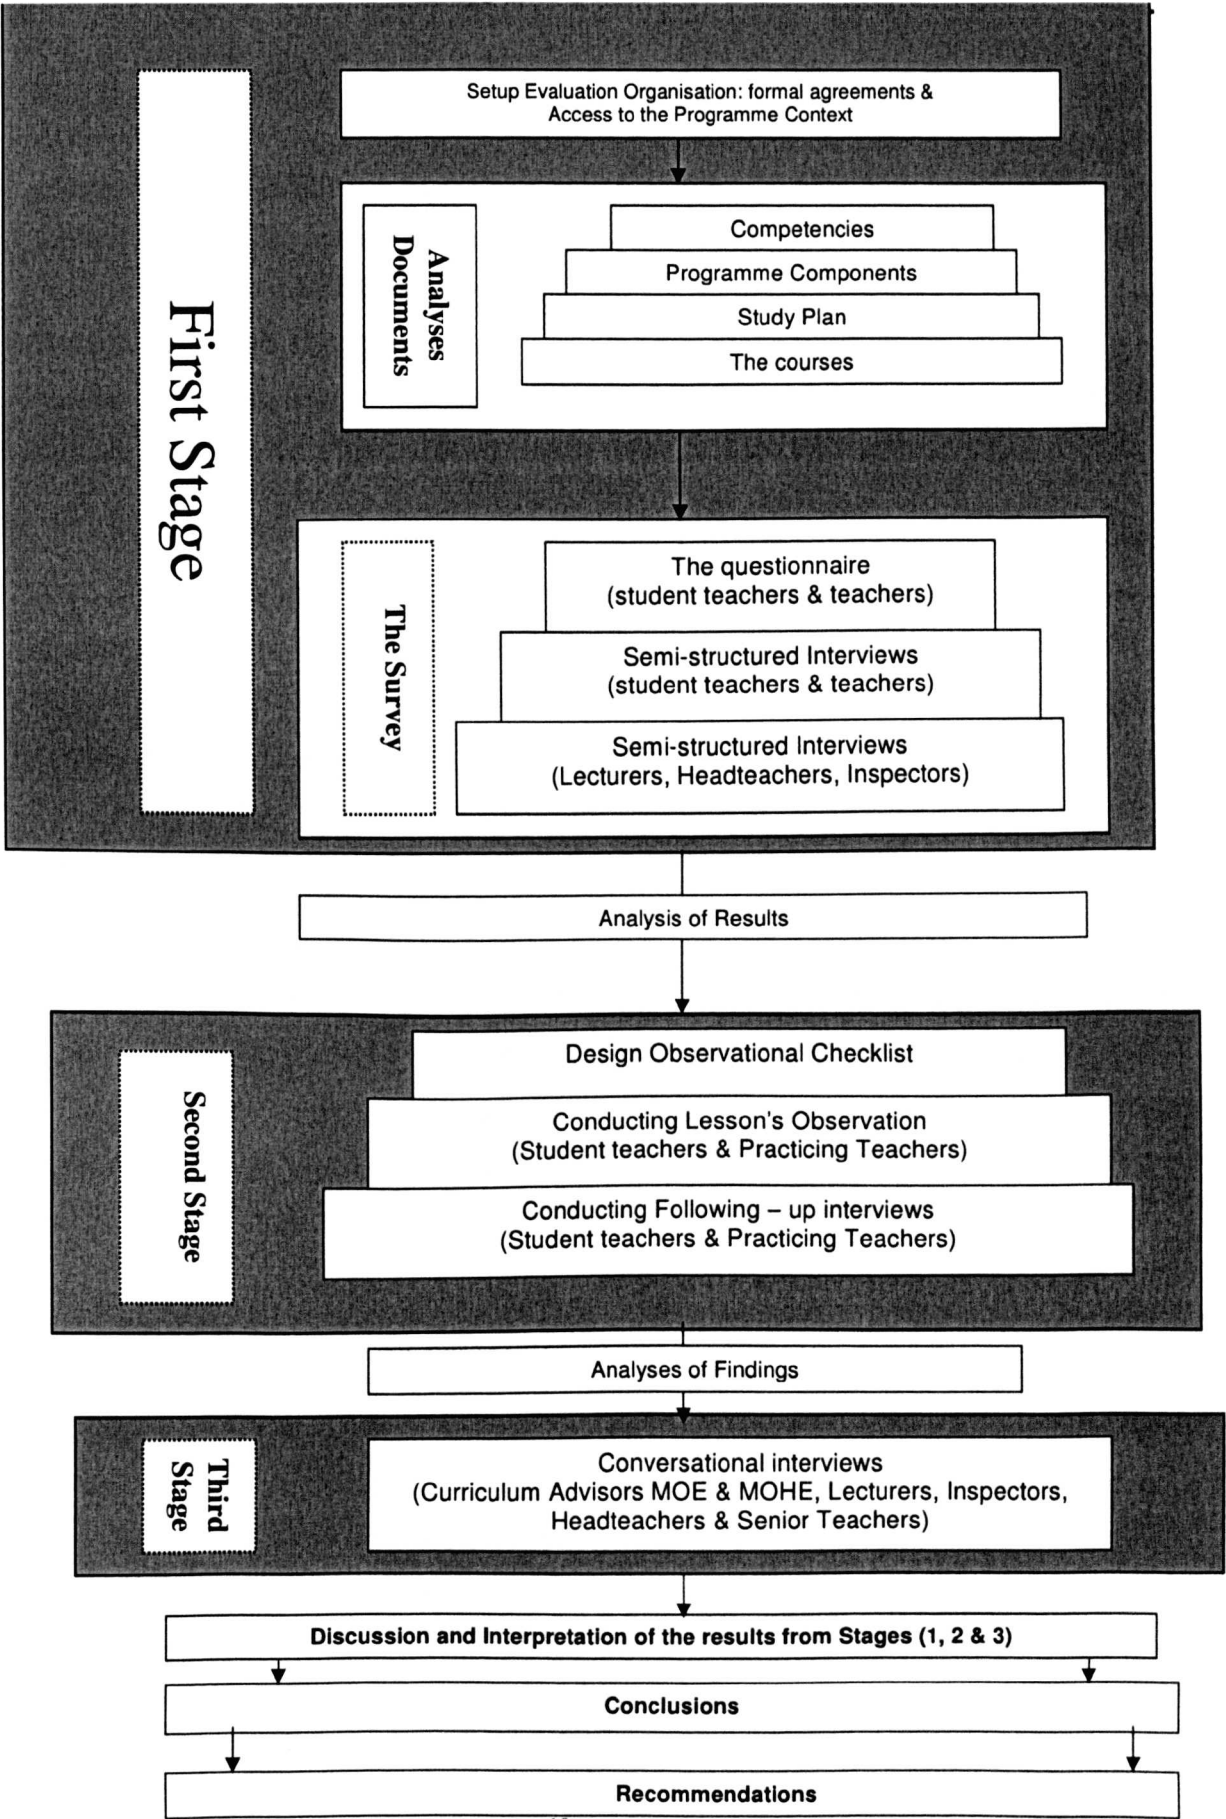 First Stage
Setup Evaluation Organisation: formal agreements &
Access to the Programme Context
Analyses
Documents
Competencies
Programme Components
Study Plan
The courses
The Survey
The questionnaire
(student teachers & teachers)
Semi-structured Interviews
(student teachers & teachers)
Semi-structured Interviews
(Lecturers, Headteachers, Inspectors)
Analysis of Results
Second Stage
Design Observational Checklist
Conducting Lesson's Observation
(Student teachers & Practicing Teachers)
Conducting Following – up interviews
(Student teachers & Practicing Teachers)
Analyses of Findings
Third
Stage
Conversational interviews
(Curriculum Advisors MOE & MOHE, Lecturers, Inspectors,
Headteachers & Senior Teachers)
Discussion and Interpretation of the results from Stages (1, 2 & 3)
Conclusions
Recommendations